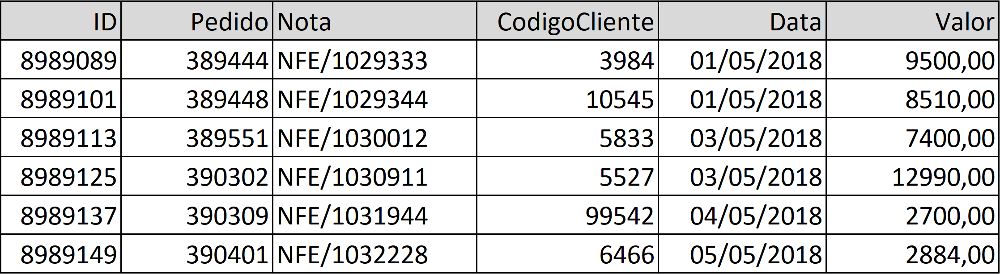 ID Pedido Nota CodigoCliente Data Valor
8989089 389444 NFE/1029333 3984 01/05/2018 9500,00
8989101 389448 NFE/1029344 10545 01/05/2018 8510,00
8989113 389551 NFE/1030012 5833 03/05/2018 7400,00
8989125 390302 NFE/1030911 5527 03/05/2018 12990,00
8989137 390309 NFE/1031944 99542 04/05/2018 2700,00
8989149 390401 NFE/1032228 6466 05/05/2018 2884,00